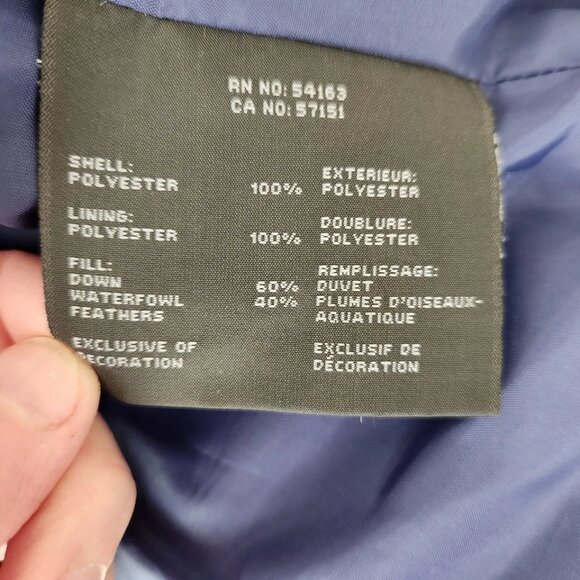 RN NO: 54163
CA NO: 57151
SHELL: EXTERIEUR:
POLYESTER 100% POLYESTER
LINING: DOUBLURE:
POLYESTER 100% POLYESTER
FILL: REMPLISSAGE:
DOWN 60% DUVET
WATERFOWL 40% PLUMES D'OISEAUX-
FEATHERS AQUATIQUE
EXCLUSIVE OF EXCLUSIF DE
DECORATION DÉCORATION